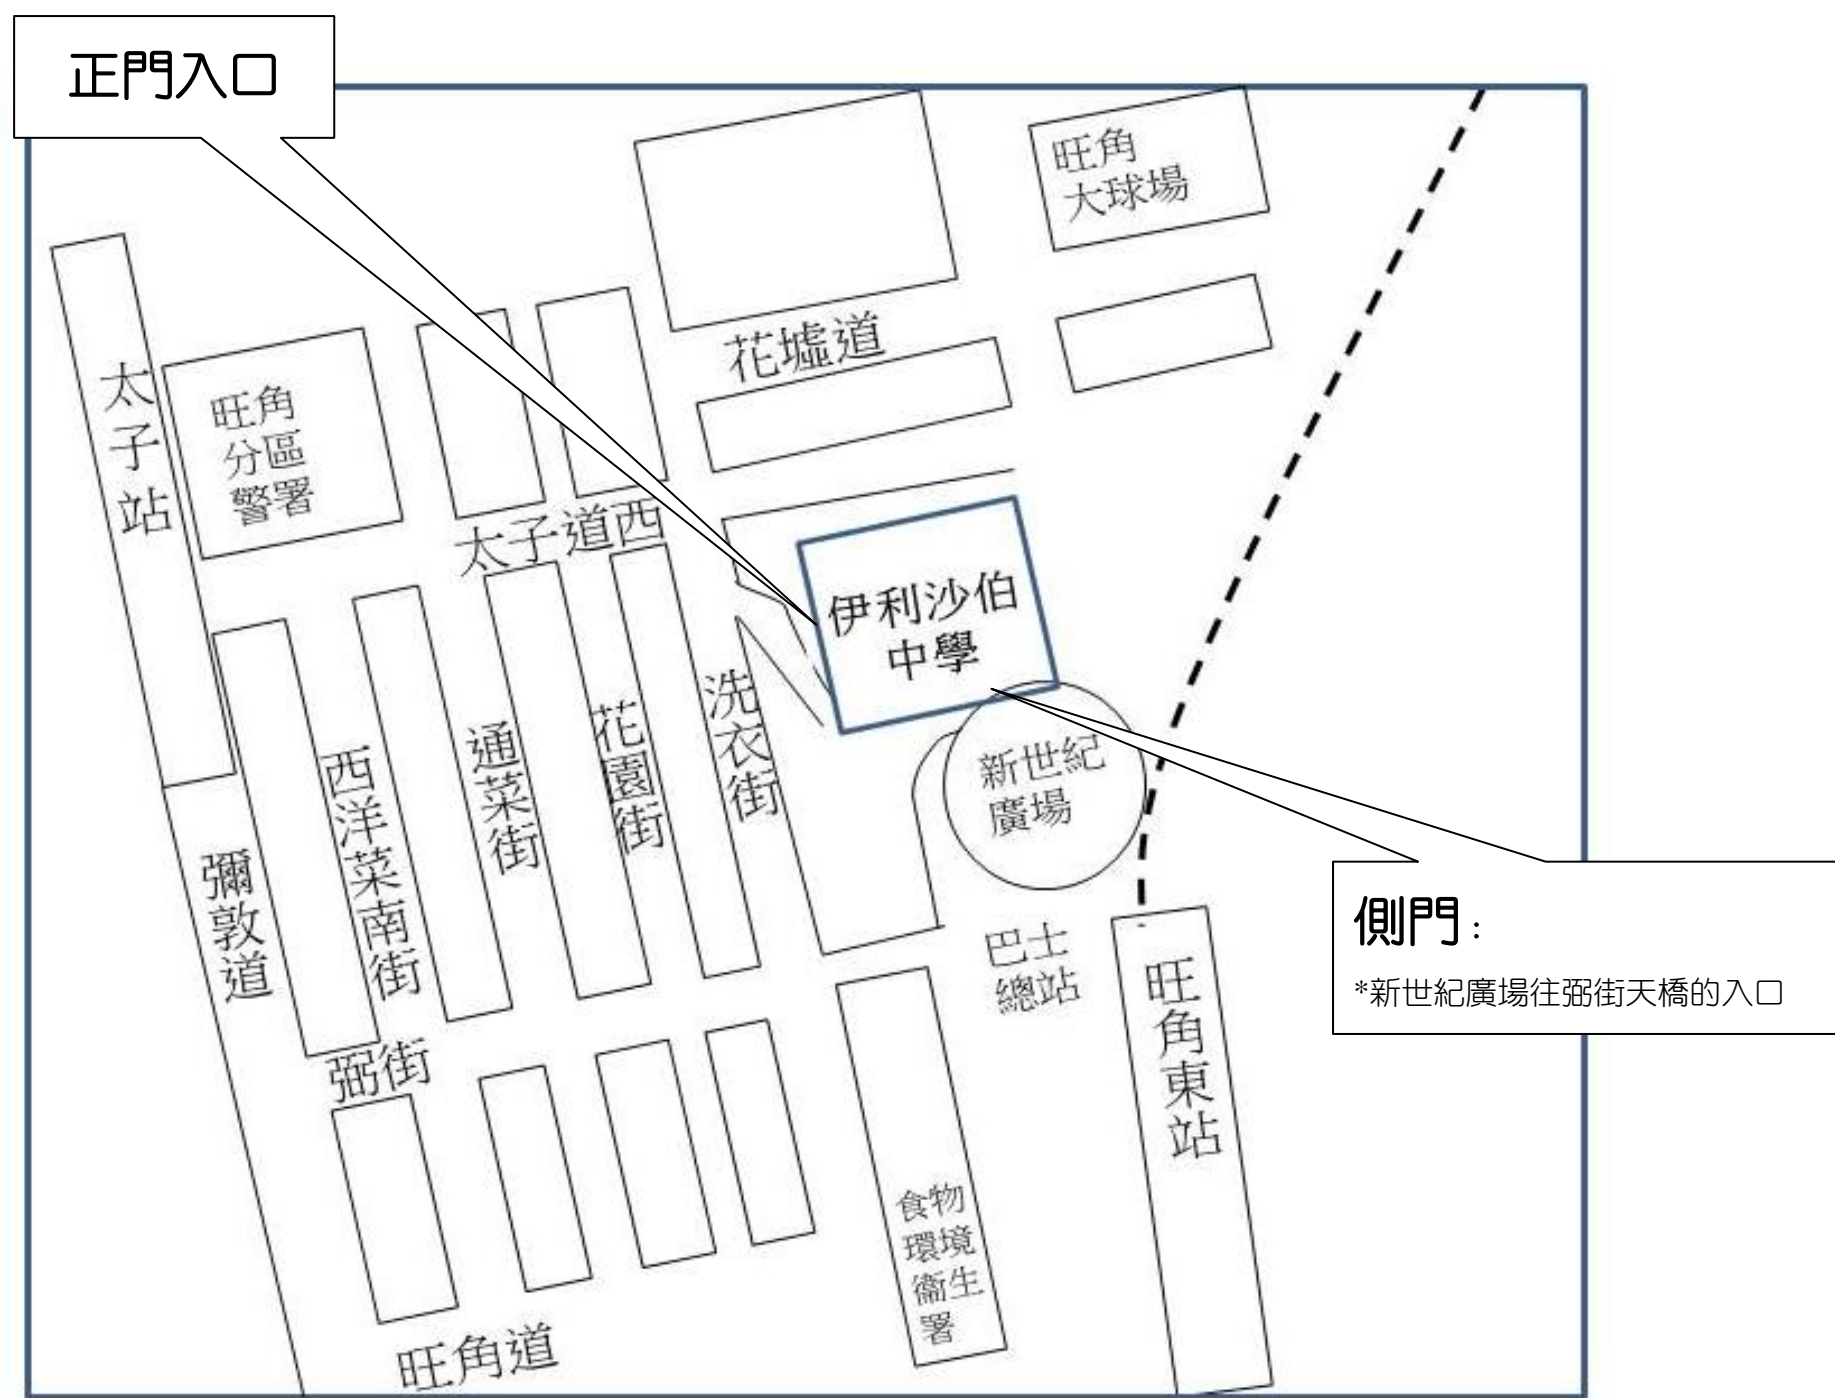 正門入口
旺角
大球場
花墟道
太子站
旺角
分區
警署
太子道西
伊利沙伯
中學
洗衣街
花園街
通菜街
西洋菜南街
彌敦道
新世紀
廣場
側門：
*新世紀廣場往弼街天橋的入口
巴士
總站
旺角東站
弼街
食物
環境
衞生
署
旺角道